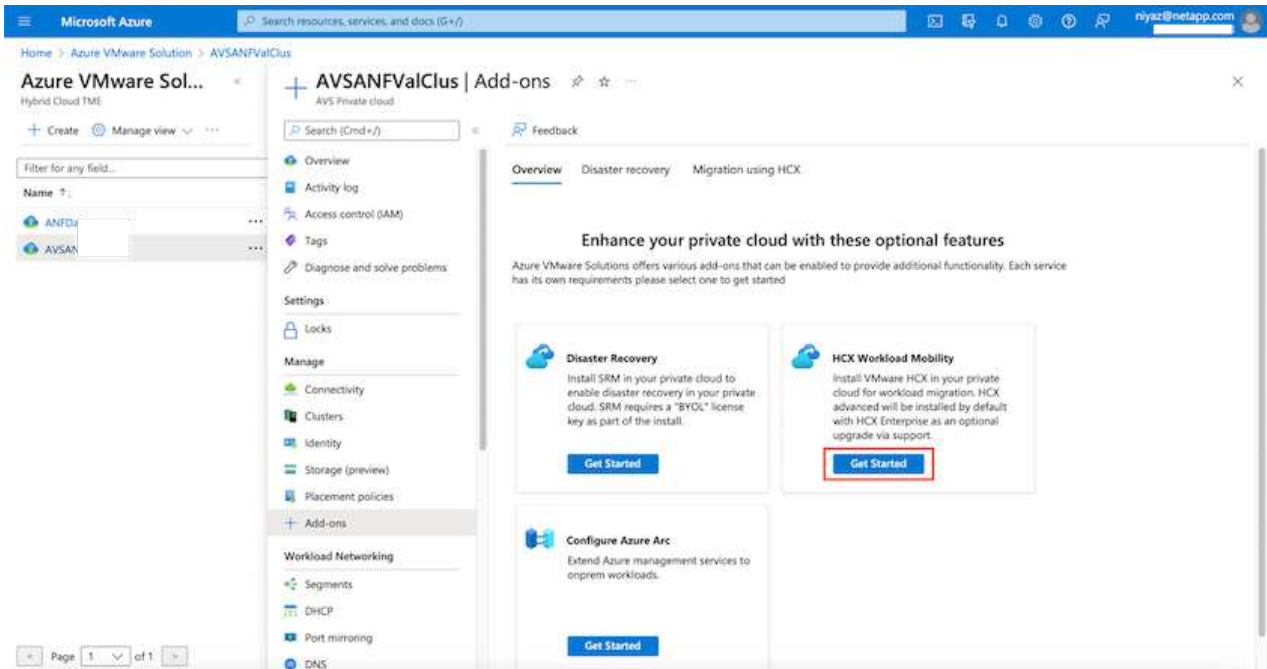 Microsoft Azure
Search resources, services, and docs (G+/)
niyaz@netapp.com
Home > Azure VMware Solution > AVSANFValClus
Azure VMware Sol...
Hybrid Cloud TME
+ Create
Manage view
Filter for any field...
Name
ANFDa
AVSAN
Page 1 of 1
AVSANFValClus | Add-ons
AVS Private cloud
Search (Cmd+/)
Overview
Activity log
Access control (IAM)
Tags
Diagnose and solve problems
Settings
Locks
Manage
Connectivity
Clusters
Identity
Storage (preview)
Placement policies
Add-ons
Workload Networking
Segments
DHCP
Port mirroring
DNS
Feedback
Overview
Disaster recovery
Migration using HCX
Enhance your private cloud with these optional features
Azure VMware Solutions offers various add-ons that can be enabled to provide additional functionality. Each service
has its own requirements please select one to get started
Disaster Recovery
Install SRM in your private cloud to
enable disaster recovery in your private
cloud. SRM requires a "BYOL" license
key as part of the install.
Get Started
HCX Workload Mobility
Install VMware HCX in your private
cloud for workload migration. HCX
advanced will be installed by default
with HCX Enterprise as an optional
upgrade via support.
Get Started
Configure Azure Arc
Extend Azure management services to
onprem workloads.
Get Started